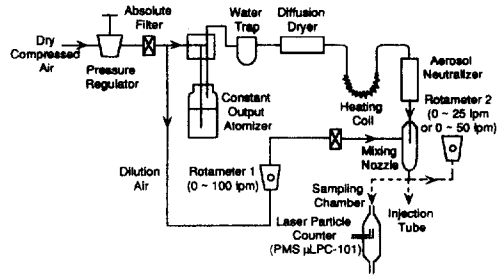 Absolute
Filter
Water
Trap
Diffusion
Dryer
Dry
Compressed
Air
Pressure
Regulator
Constant
Output
Atomizer
Heating
Coil
Aerosol
Neutralizer
Rotameter 2
(0 ~ 25 lpm
or 0 ~ 50 lpm)
Dilution
Air
Rotameter 1
(0 ~ 100 lpm)
Mixing
Nozzle
Sampling
Chamber
Injection
Tube
Laser Particle
Counter
(PMS µLPC-101)